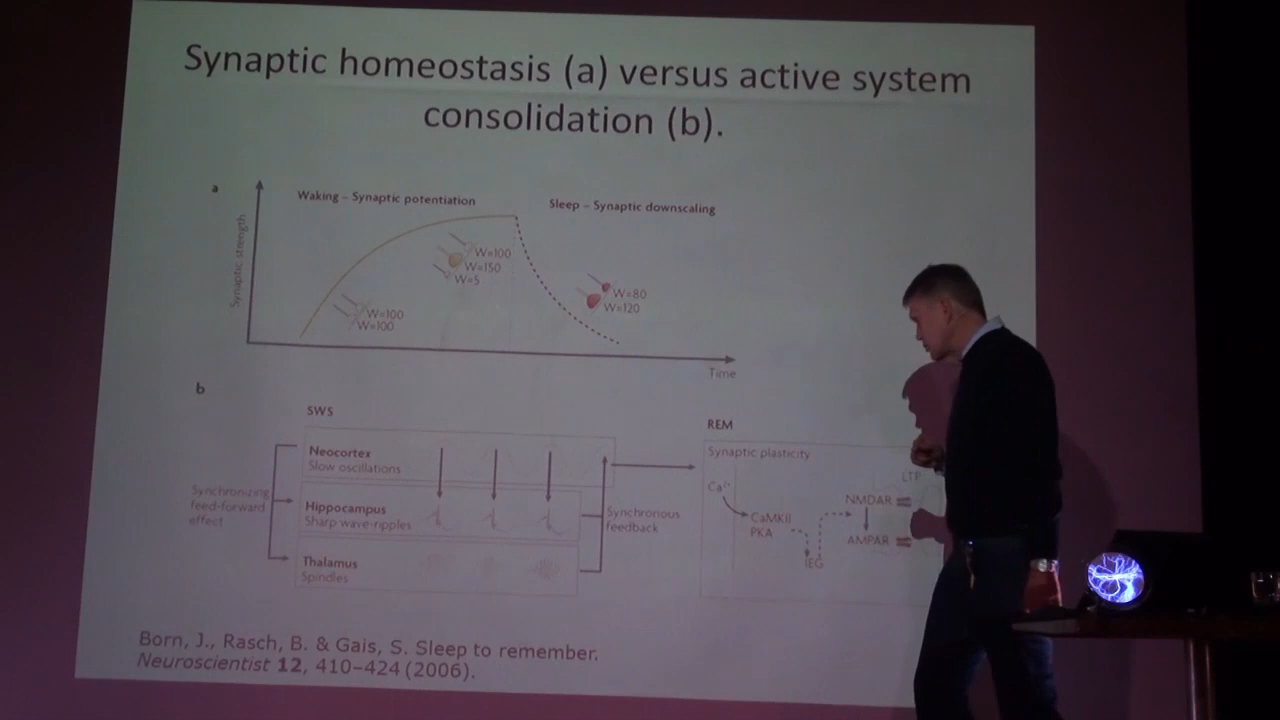 Synaptic homeostasis (a) versus active system
consolidation (b).
a
Waking – Synaptic potentiation
Sleep – Synaptic downscaling
Synaptic strength
W=100
W=150
W=5
W=80
W=120
W=100
W=100
Time
b
SWS
REM
Neocortex
Slow oscillations
Synaptic plasticity
Synchronizing
feed-forward
effect
Hippocampus
Sharp wave-ripples
Synchronous
feedback
Ca²⁺
CaMKII
PKA
LTP
NMDAR
AMPAR
IEG
Thalamus
Spindles
Born, J., Rasch, B. & Gais, S. Sleep to remember.
Neuroscientist 12, 410–424 (2006).